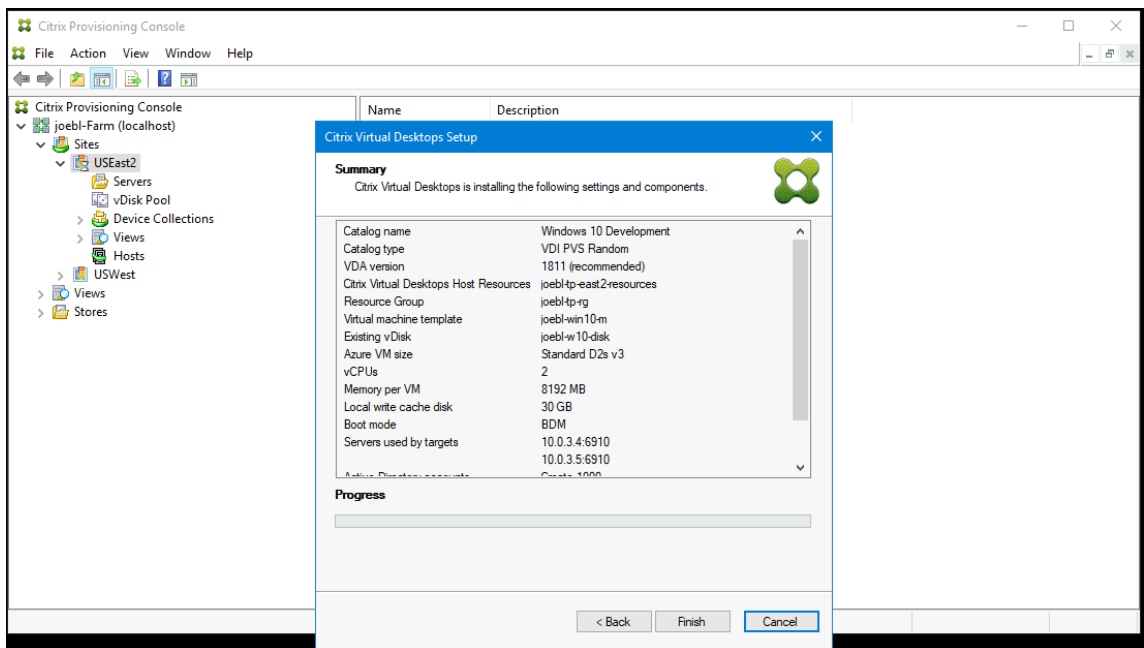 Citrix Provisioning Console
File Action View Window Help
Citrix Provisioning Console
joebl-Farm (localhost)
Sites
USEast2
Servers
vDisk Pool
Device Collections
Views
Hosts
USWest
Views
Stores
Name Description
Citrix Virtual Desktops Setup
Summary
Citrix Virtual Desktops is installing the following settings and components.
Catalog name Windows 10 Development
Catalog type VDI PVS Random
VDA version 1811 (recommended)
Citrix Virtual Desktops Host Resources joebl-tp-east2-resources
Resource Group joebl-tp-rg
Virtual machine template joebl-win10-m
Existing vDisk joebl-w10-disk
Azure VM size Standard D2s v3
vCPUs 2
Memory per VM 8192 MB
Local write cache disk 30 GB
Boot mode BDM
Servers used by targets 10.0.3.4:6910
10.0.3.5:6910
Active Directory accounts Create 1000
Progress
< Back Finish Cancel